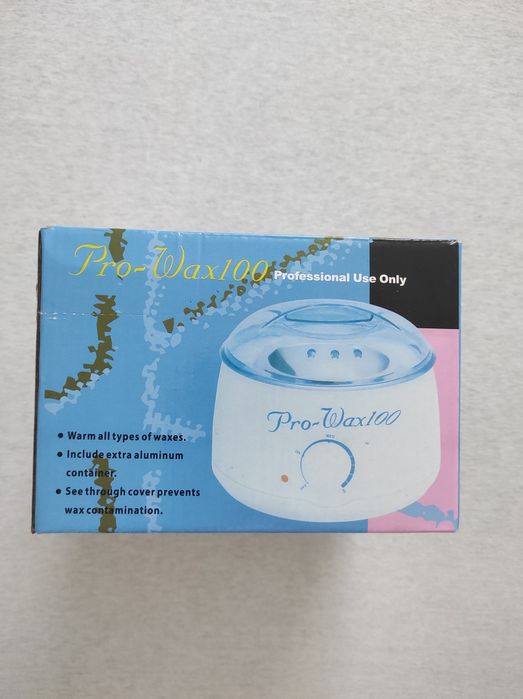 Pro-Wax100 Professional Use Only
Pro-Wax100
• Warm all types of waxes.
• Include extra aluminum
container.
• See through cover prevents
wax contamination.